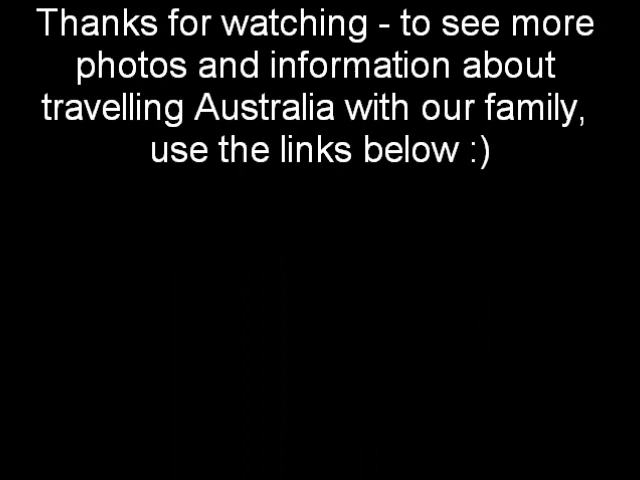 Thanks for watching - to see more
photos and information about
travelling Australia with our family,
use the links below :)